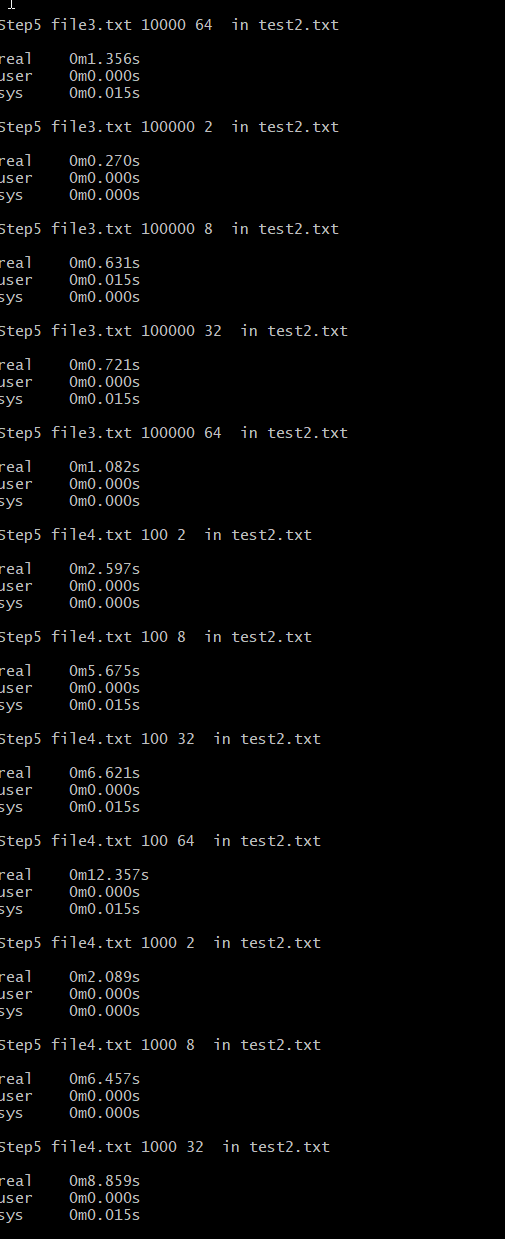 Step5 file3.txt 10000 64  in test2.txt
real    0m1.356s
user    0m0.000s
sys     0m0.015s
Step5 file3.txt 100000 2  in test2.txt
real    0m0.270s
user    0m0.000s
sys     0m0.000s
Step5 file3.txt 100000 8  in test2.txt
real    0m0.631s
user    0m0.015s
sys     0m0.000s
Step5 file3.txt 100000 32  in test2.txt
real    0m0.721s
user    0m0.000s
sys     0m0.015s
Step5 file3.txt 100000 64  in test2.txt
real    0m1.082s
user    0m0.000s
sys     0m0.000s
Step5 file4.txt 100 2  in test2.txt
real    0m2.597s
user    0m0.000s
sys     0m0.000s
Step5 file4.txt 100 8  in test2.txt
real    0m5.675s
user    0m0.000s
sys     0m0.015s
Step5 file4.txt 100 32  in test2.txt
real    0m6.621s
user    0m0.000s
sys     0m0.015s
Step5 file4.txt 100 64  in test2.txt
real    0m12.357s
user    0m0.000s
sys     0m0.015s
Step5 file4.txt 1000 2  in test2.txt
real    0m2.089s
user    0m0.000s
sys     0m0.000s
Step5 file4.txt 1000 8  in test2.txt
real    0m6.457s
user    0m0.000s
sys     0m0.000s
Step5 file4.txt 1000 32  in test2.txt
real    0m8.859s
user    0m0.000s
sys     0m0.015s